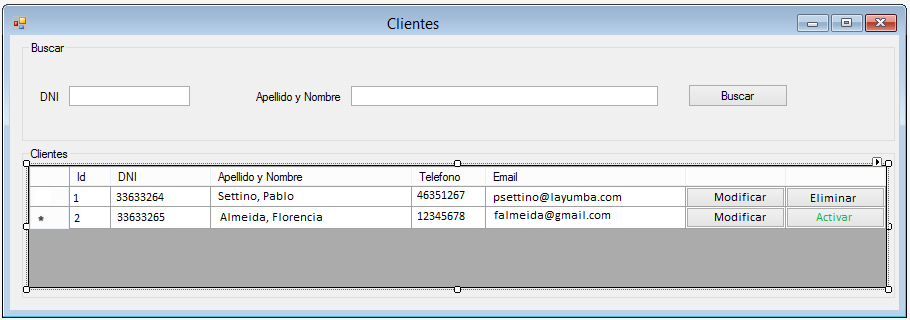 Clientes
Buscar
DNI Apellido y Nombre Buscar
Clientes
Id DNI Apellido y Nombre Telefono Email
1 33633264 Settino, Pablo 46351267 psettino@layumba.com Modificar Eliminar
* 2 33633265 Almeida, Florencia 12345678 falmeida@gmail.com Modificar Activar